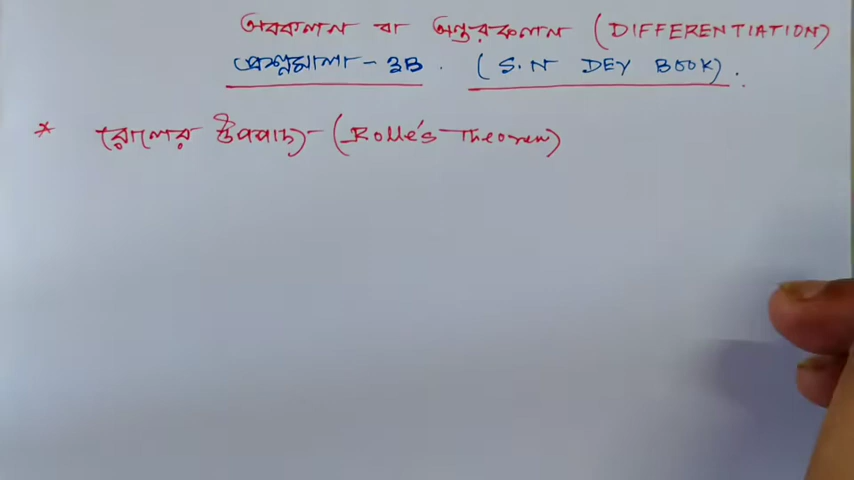 অবকলন বা অন্তরকলন (DIFFERENTIATION)
প্রশ্নমালা - 3B. (S.N DEY BOOK).
* রোলের উপপাদ্য - (Rolle's Theorem)